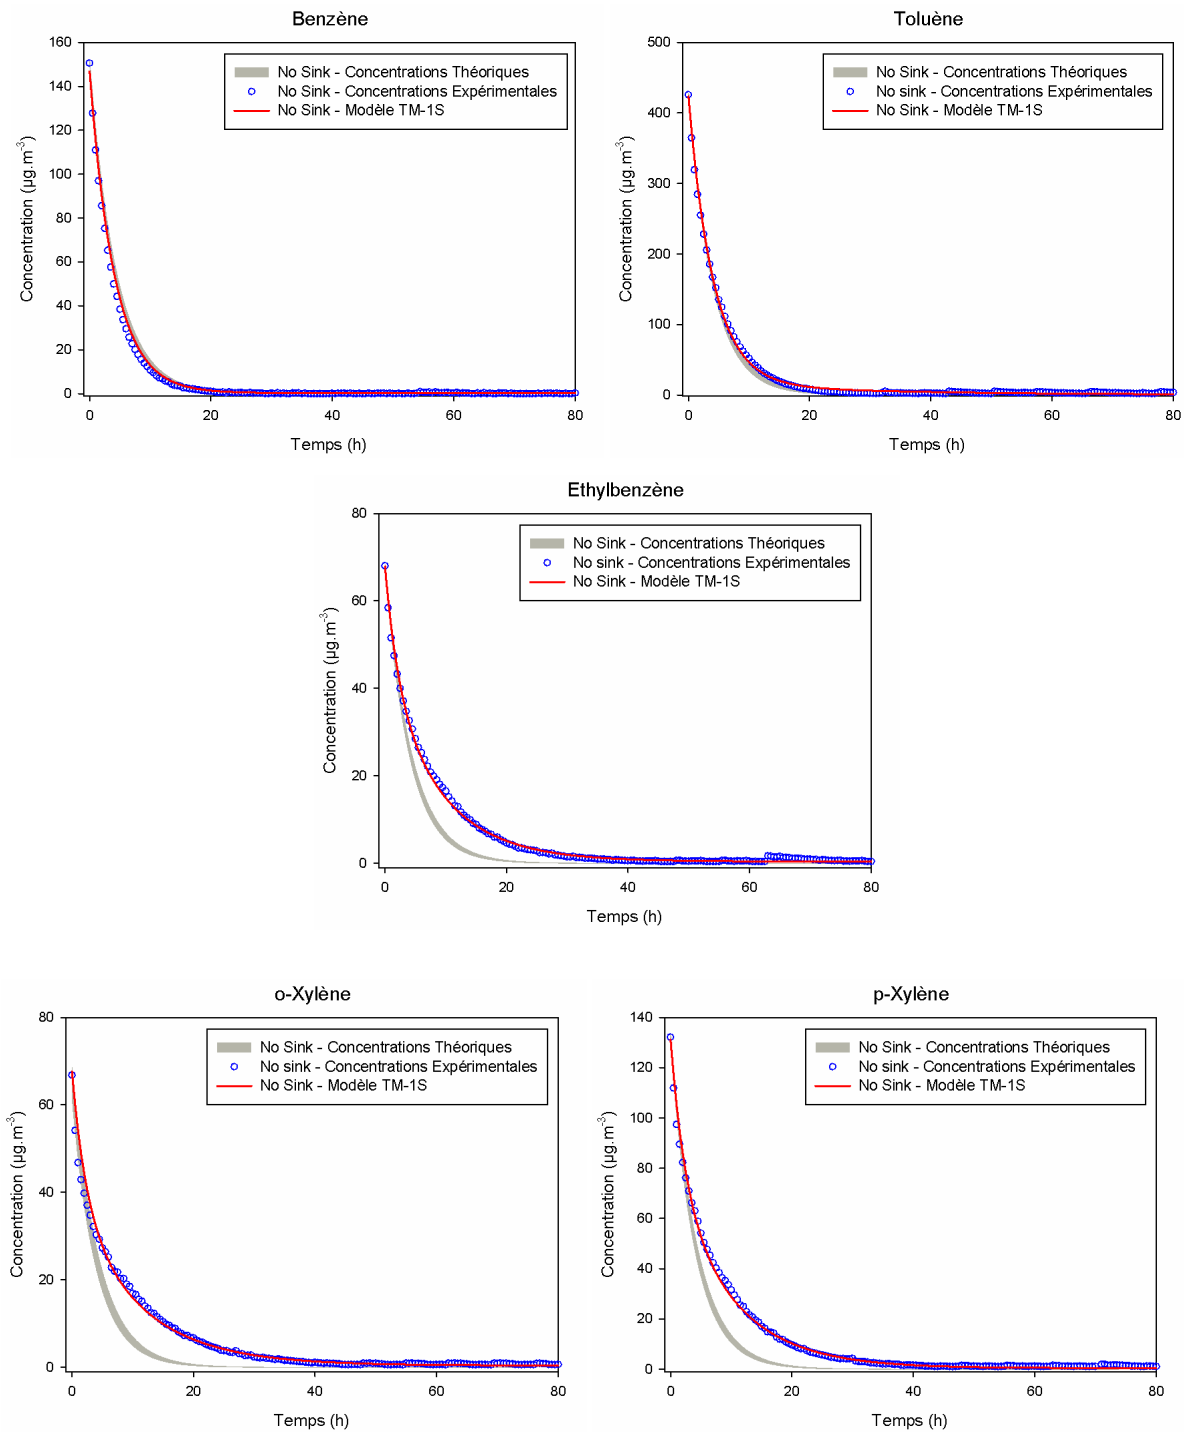 Benzène
160
140
120
100
80
60
40
20
0
Concentration (µg.m-3)
No Sink - Concentrations Théoriques
No Sink - Concentrations Expérimentales
No Sink - Modèle TM-1S
0 20 40 60 80
Temps (h)
Toluène
500
400
300
200
100
0
Concentration (µg.m-3)
No Sink - Concentrations Théoriques
No sink - Concentrations Expérimentales
No Sink - Modèle TM-1S
0 20 40 60 80
Temps (h)
Ethylbenzène
80
60
40
20
0
Concentration (µg.m-3)
No Sink - Concentrations Théoriques
No sink - Concentrations Expérimentales
No Sink - Modèle TM-1S
0 20 40 60 80
Temps (h)
o-Xylène
80
60
40
20
0
Concentration (µg.m-3)
No Sink - Concentrations Théoriques
No sink - Concentrations Expérimentales
No Sink - Modèle TM-1S
0 20 40 60 80
Temps (h)
p-Xylène
140
120
100
80
60
40
20
0
Concentration (µg.m-3)
No Sink - Concentrations Théoriques
No sink - Concentrations Expérimentales
No Sink - Modèle TM-1S
0 20 40 60 80
Temps (h)